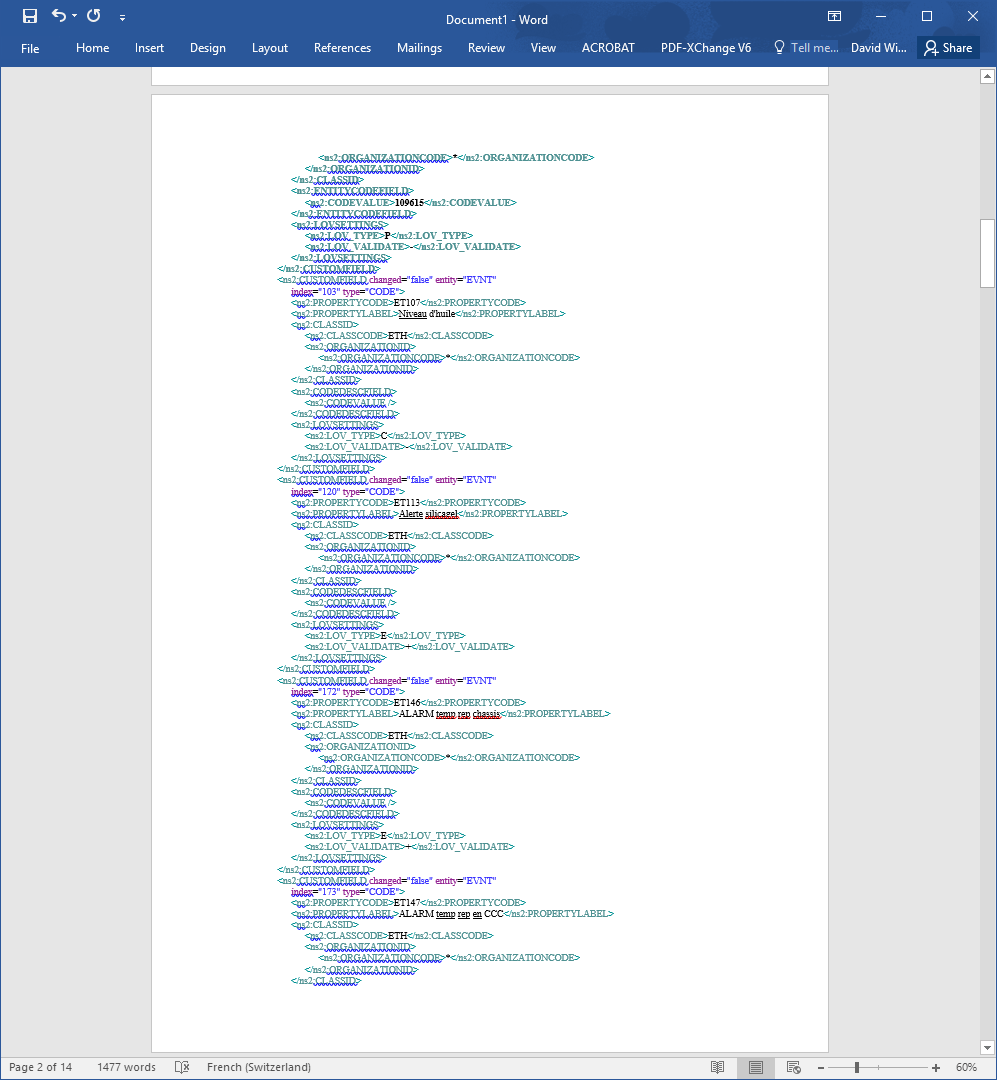 Document1 - Word
File Home Insert Design Layout References Mailings Review View ACROBAT PDF-XChange V6 Tell me... David Wi... Share
<ns2:ORGANIZATIONCODE>*</ns2:ORGANIZATIONCODE>
</ns2:ORGANIZATIONID>
</ns2:CLASSID>
<ns2:ENTITYCODEFIELD>
<ns2:CODEVALUE>109615</ns2:CODEVALUE>
</ns2:ENTITYCODEFIELD>
<ns2:LOVSETTINGS>
<ns2:LOV_TYPE>P</ns2:LOV_TYPE>
<ns2:LOV_VALIDATE>-</ns2:LOV_VALIDATE>
</ns2:LOVSETTINGS>
</ns2:CUSTOMFIELD>
<ns2:CUSTOMFIELD changed="false" entity="EVNT"
index="103" type="CODE">
<ns2:PROPERTYCODE>ET107</ns2:PROPERTYCODE>
<ns2:PROPERTYLABEL>Niveau d'huile</ns2:PROPERTYLABEL>
<ns2:CLASSID>
<ns2:CLASSCODE>ETH</ns2:CLASSCODE>
<ns2:ORGANIZATIONID>
<ns2:ORGANIZATIONCODE>*</ns2:ORGANIZATIONCODE>
</ns2:ORGANIZATIONID>
</ns2:CLASSID>
<ns2:CODEDESCFIELD>
<ns2:CODEVALUE />
</ns2:CODEDESCFIELD>
<ns2:LOVSETTINGS>
<ns2:LOV_TYPE>C</ns2:LOV_TYPE>
<ns2:LOV_VALIDATE>-</ns2:LOV_VALIDATE>
</ns2:LOVSETTINGS>
</ns2:CUSTOMFIELD>
<ns2:CUSTOMFIELD changed="false" entity="EVNT"
index="120" type="CODE">
<ns2:PROPERTYCODE>ET113</ns2:PROPERTYCODE>
<ns2:PROPERTYLABEL>Alerte silicagel</ns2:PROPERTYLABEL>
<ns2:CLASSID>
<ns2:CLASSCODE>ETH</ns2:CLASSCODE>
<ns2:ORGANIZATIONID>
<ns2:ORGANIZATIONCODE>*</ns2:ORGANIZATIONCODE>
</ns2:ORGANIZATIONID>
</ns2:CLASSID>
<ns2:CODEDESCFIELD>
<ns2:CODEVALUE />
</ns2:CODEDESCFIELD>
<ns2:LOVSETTINGS>
<ns2:LOV_TYPE>E</ns2:LOV_TYPE>
<ns2:LOV_VALIDATE>+</ns2:LOV_VALIDATE>
</ns2:LOVSETTINGS>
</ns2:CUSTOMFIELD>
<ns2:CUSTOMFIELD changed="false" entity="EVNT"
index="172" type="CODE">
<ns2:PROPERTYCODE>ET146</ns2:PROPERTYCODE>
<ns2:PROPERTYLABEL>ALARM temp rep chassis</ns2:PROPERTYLABEL>
<ns2:CLASSID>
<ns2:CLASSCODE>ETH</ns2:CLASSCODE>
<ns2:ORGANIZATIONID>
<ns2:ORGANIZATIONCODE>*</ns2:ORGANIZATIONCODE>
</ns2:ORGANIZATIONID>
</ns2:CLASSID>
<ns2:CODEDESCFIELD>
<ns2:CODEVALUE />
</ns2:CODEDESCFIELD>
<ns2:LOVSETTINGS>
<ns2:LOV_TYPE>E</ns2:LOV_TYPE>
<ns2:LOV_VALIDATE>+</ns2:LOV_VALIDATE>
</ns2:LOVSETTINGS>
</ns2:CUSTOMFIELD>
<ns2:CUSTOMFIELD changed="false" entity="EVNT"
index="173" type="CODE">
<ns2:PROPERTYCODE>ET147</ns2:PROPERTYCODE>
<ns2:PROPERTYLABEL>ALARM temp rep en CCC</ns2:PROPERTYLABEL>
<ns2:CLASSID>
<ns2:CLASSCODE>ETH</ns2:CLASSCODE>
<ns2:ORGANIZATIONID>
<ns2:ORGANIZATIONCODE>*</ns2:ORGANIZATIONCODE>
</ns2:ORGANIZATIONID>
</ns2:CLASSID>
Page 2 of 14 1477 words French (Switzerland) 60%